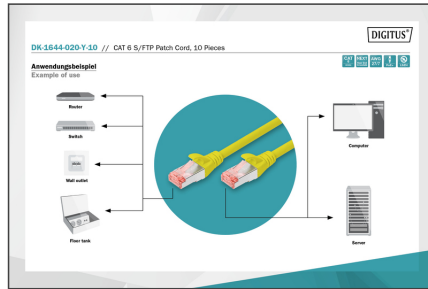 DIGITUS®
DK-1644-020-Y-10 // CAT 6 S/FTP Patch Cord, 10 Pieces
Anwendungsbeispiel
Example of use
Router
Switch
Wall outlet
Floor tank
Computer
Server